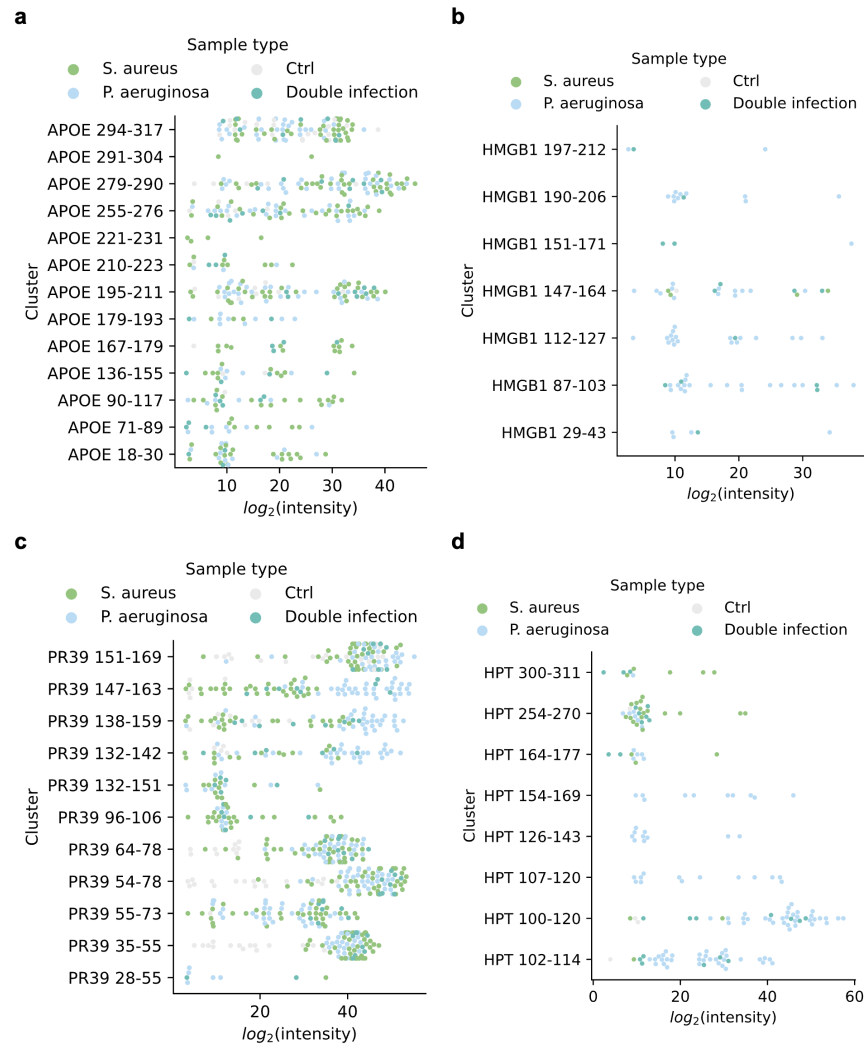 a
Sample type
S. aureus
Ctrl
P. aeruginosa
Double infection
APOE 294-317
APOE 291-304
APOE 279-290
APOE 255-276
APOE 221-231
APOE 210-223
APOE 195-211
APOE 179-193
APOE 167-179
APOE 136-155
APOE 90-117
APOE 71-89
APOE 18-30
Cluster
10 20 30 40
log2(intensity)
b
Sample type
S. aureus
Ctrl
P. aeruginosa
Double infection
HMGB1 197-212
HMGB1 190-206
HMGB1 151-171
HMGB1 147-164
HMGB1 112-127
HMGB1 87-103
HMGB1 29-43
Cluster
10 20 30
log2(intensity)
c
Sample type
S. aureus
Ctrl
P. aeruginosa
Double infection
PR39 151-169
PR39 147-163
PR39 138-159
PR39 132-142
PR39 132-151
PR39 96-106
PR39 64-78
PR39 54-78
PR39 55-73
PR39 35-55
PR39 28-55
Cluster
20 40
log2(intensity)
d
Sample type
S. aureus
Ctrl
P. aeruginosa
Double infection
HPT 300-311
HPT 254-270
HPT 164-177
HPT 154-169
HPT 126-143
HPT 107-120
HPT 100-120
HPT 102-114
Cluster
0 20 40 60
log2(intensity)